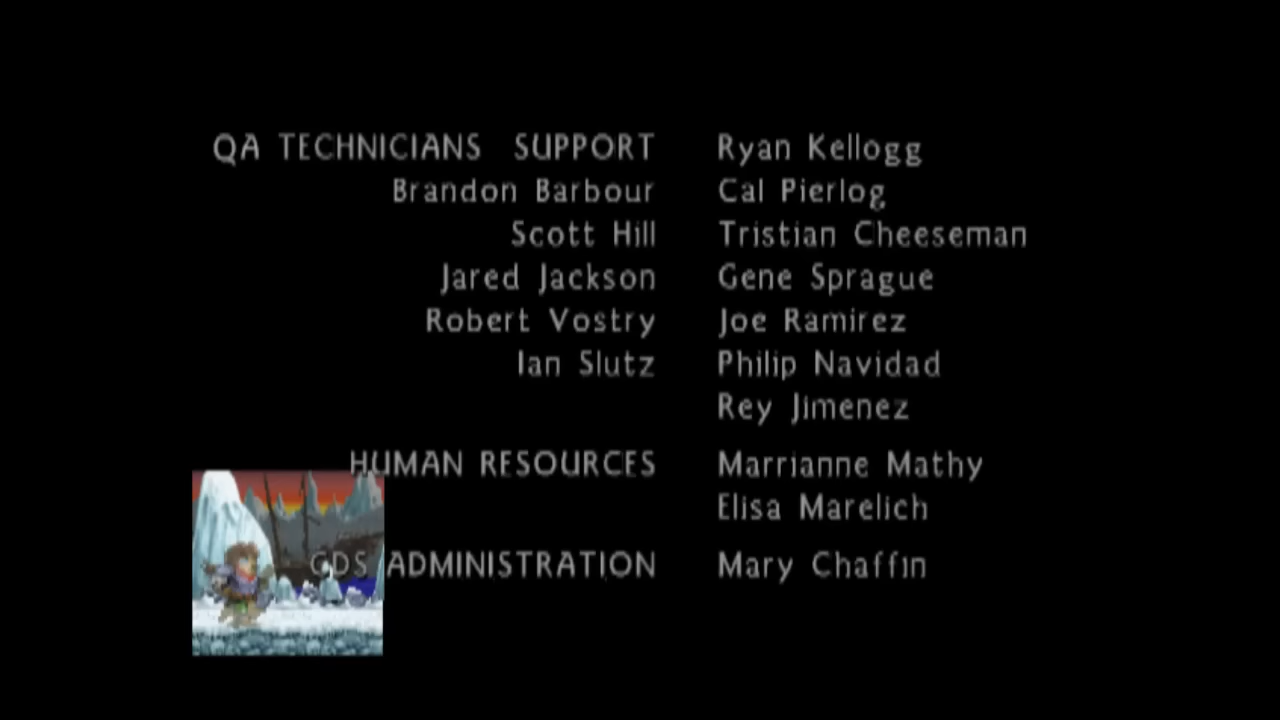 QA TECHNICIANS SUPPORT Ryan Kellogg
Brandon Barbour Cal Pierlog
Scott Hill Tristian Cheeseman
Jared Jackson Gene Sprague
Robert Vostry Joe Ramirez
Ian Slutz Philip Navidad
Rey Jimenez
HUMAN RESOURCES Marrianne Mathy
Elisa Marelich
GDS ADMINISTRATION Mary Chaffin